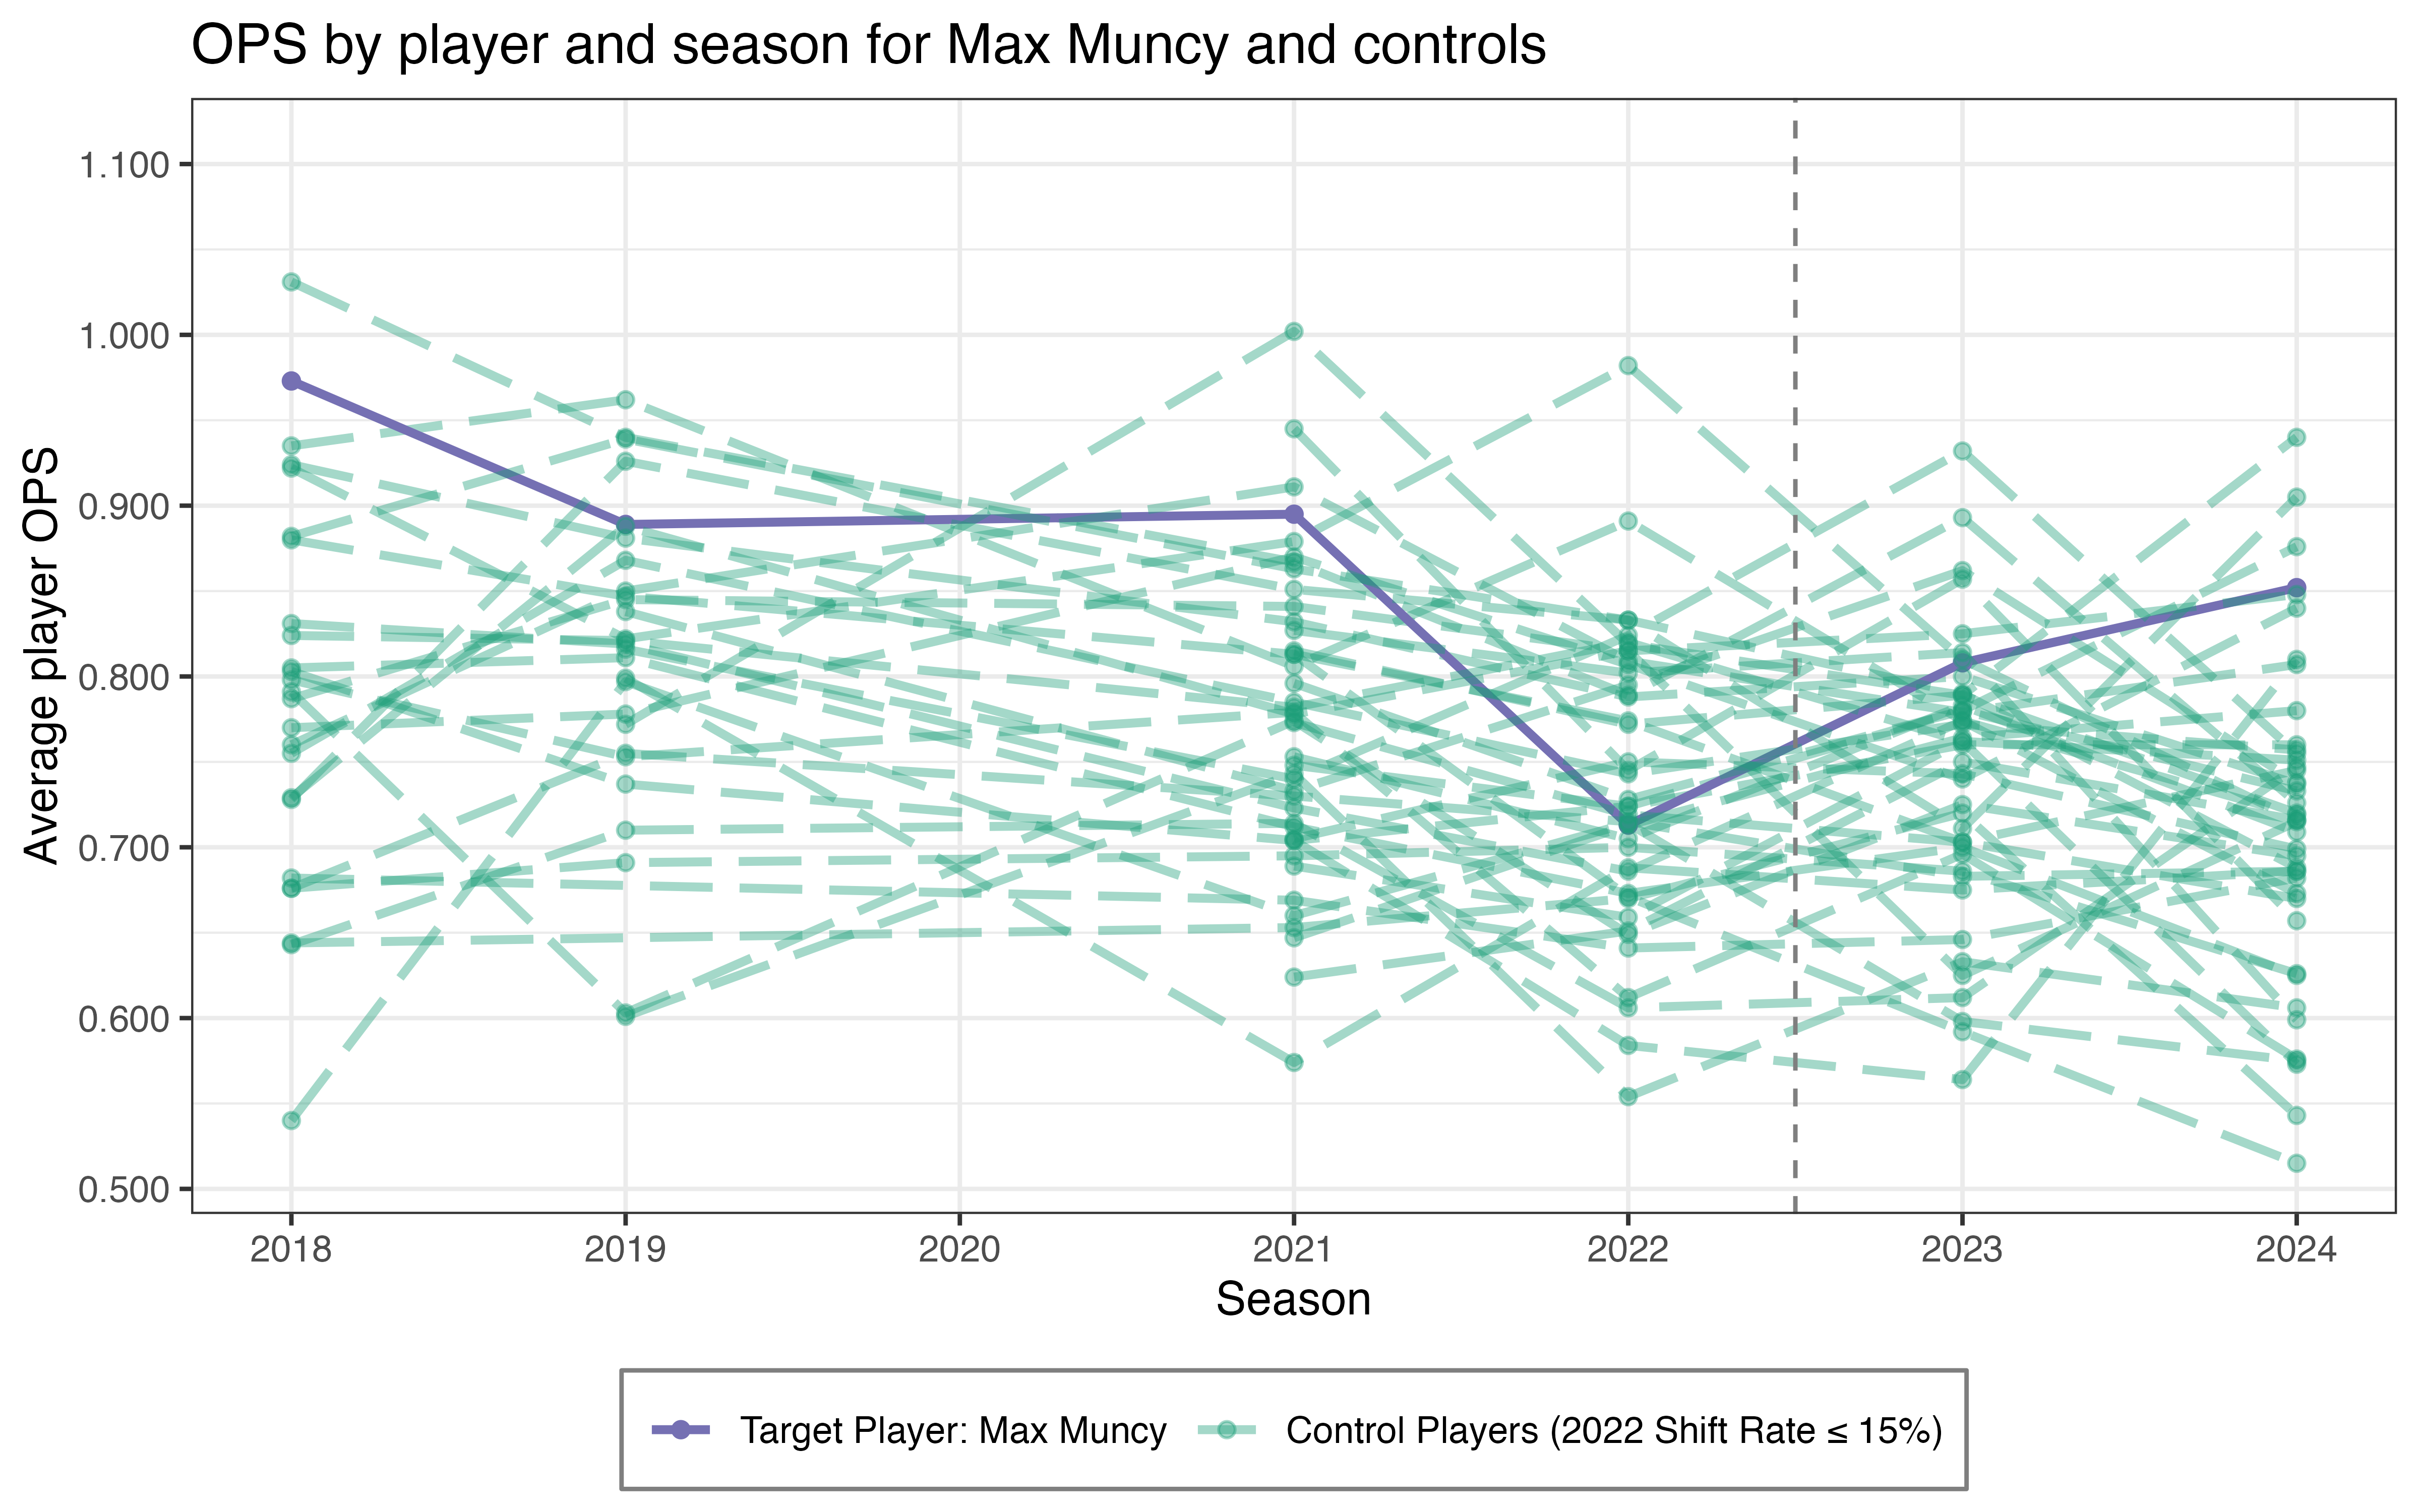 OPS by player and season for Max Muncy and controls
Average player OPS
1.100
1.000
0.900
0.800
0.700
0.600
0.500
2018 2019 2020 2021 2022 2023 2024
Season
Target Player: Max Muncy Control Players (2022 Shift Rate ≤ 15%)